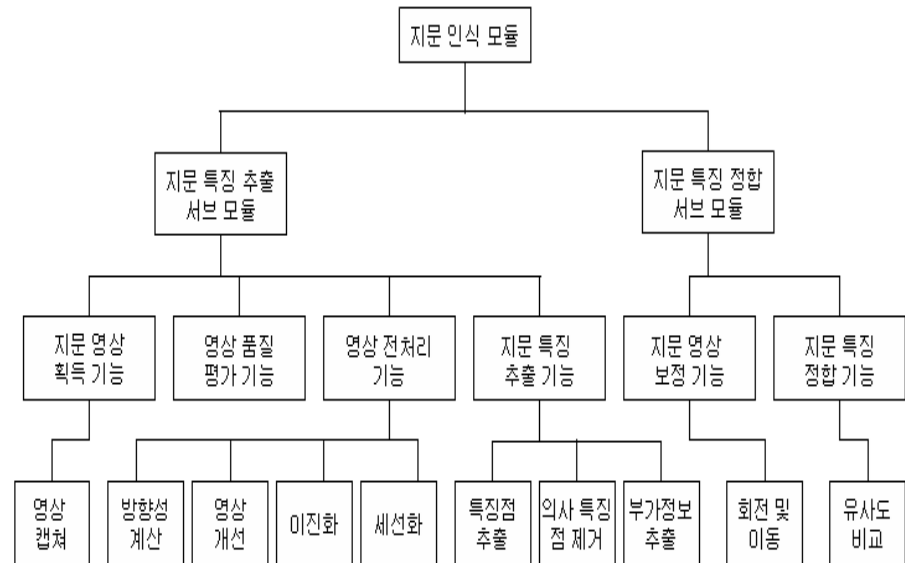 지문 인식 모듈
지문 특징 추출
서브 모듈
지문 특징 정합
서브 모듈
지문 영상
획득 기능
영상 품질
평가 기능
영상 전처리
기능
지문 특징
추출 기능
지문 영상
보정 기능
지문 특징
정합 기능
영상
캡쳐
방향성
계산
영상
개선
이진화
세선화
특징점
추출
의사 특징
점 제거
부가정보
추출
회전 및
이동
유사도
비교